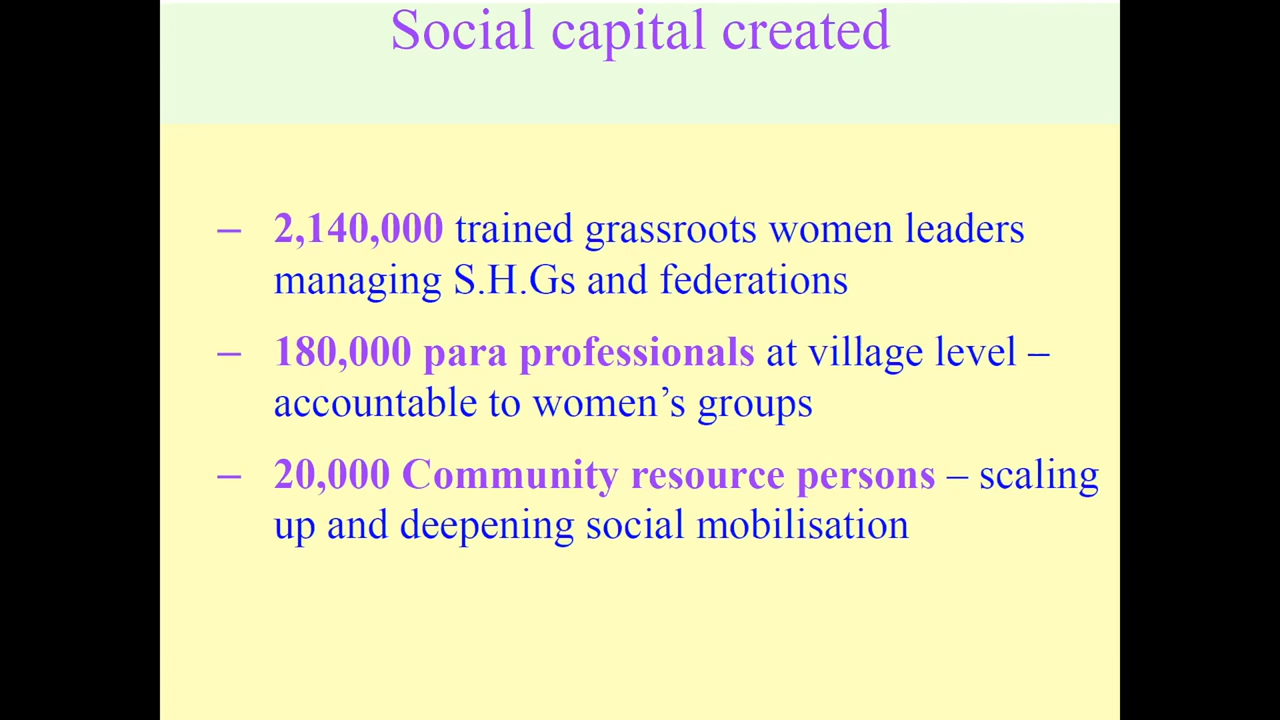 Social capital created
– 2,140,000 trained grassroots women leaders
managing S.H.Gs and federations
– 180,000 para professionals at village level –
accountable to women’s groups
– 20,000 Community resource persons – scaling
up and deepening social mobilisation